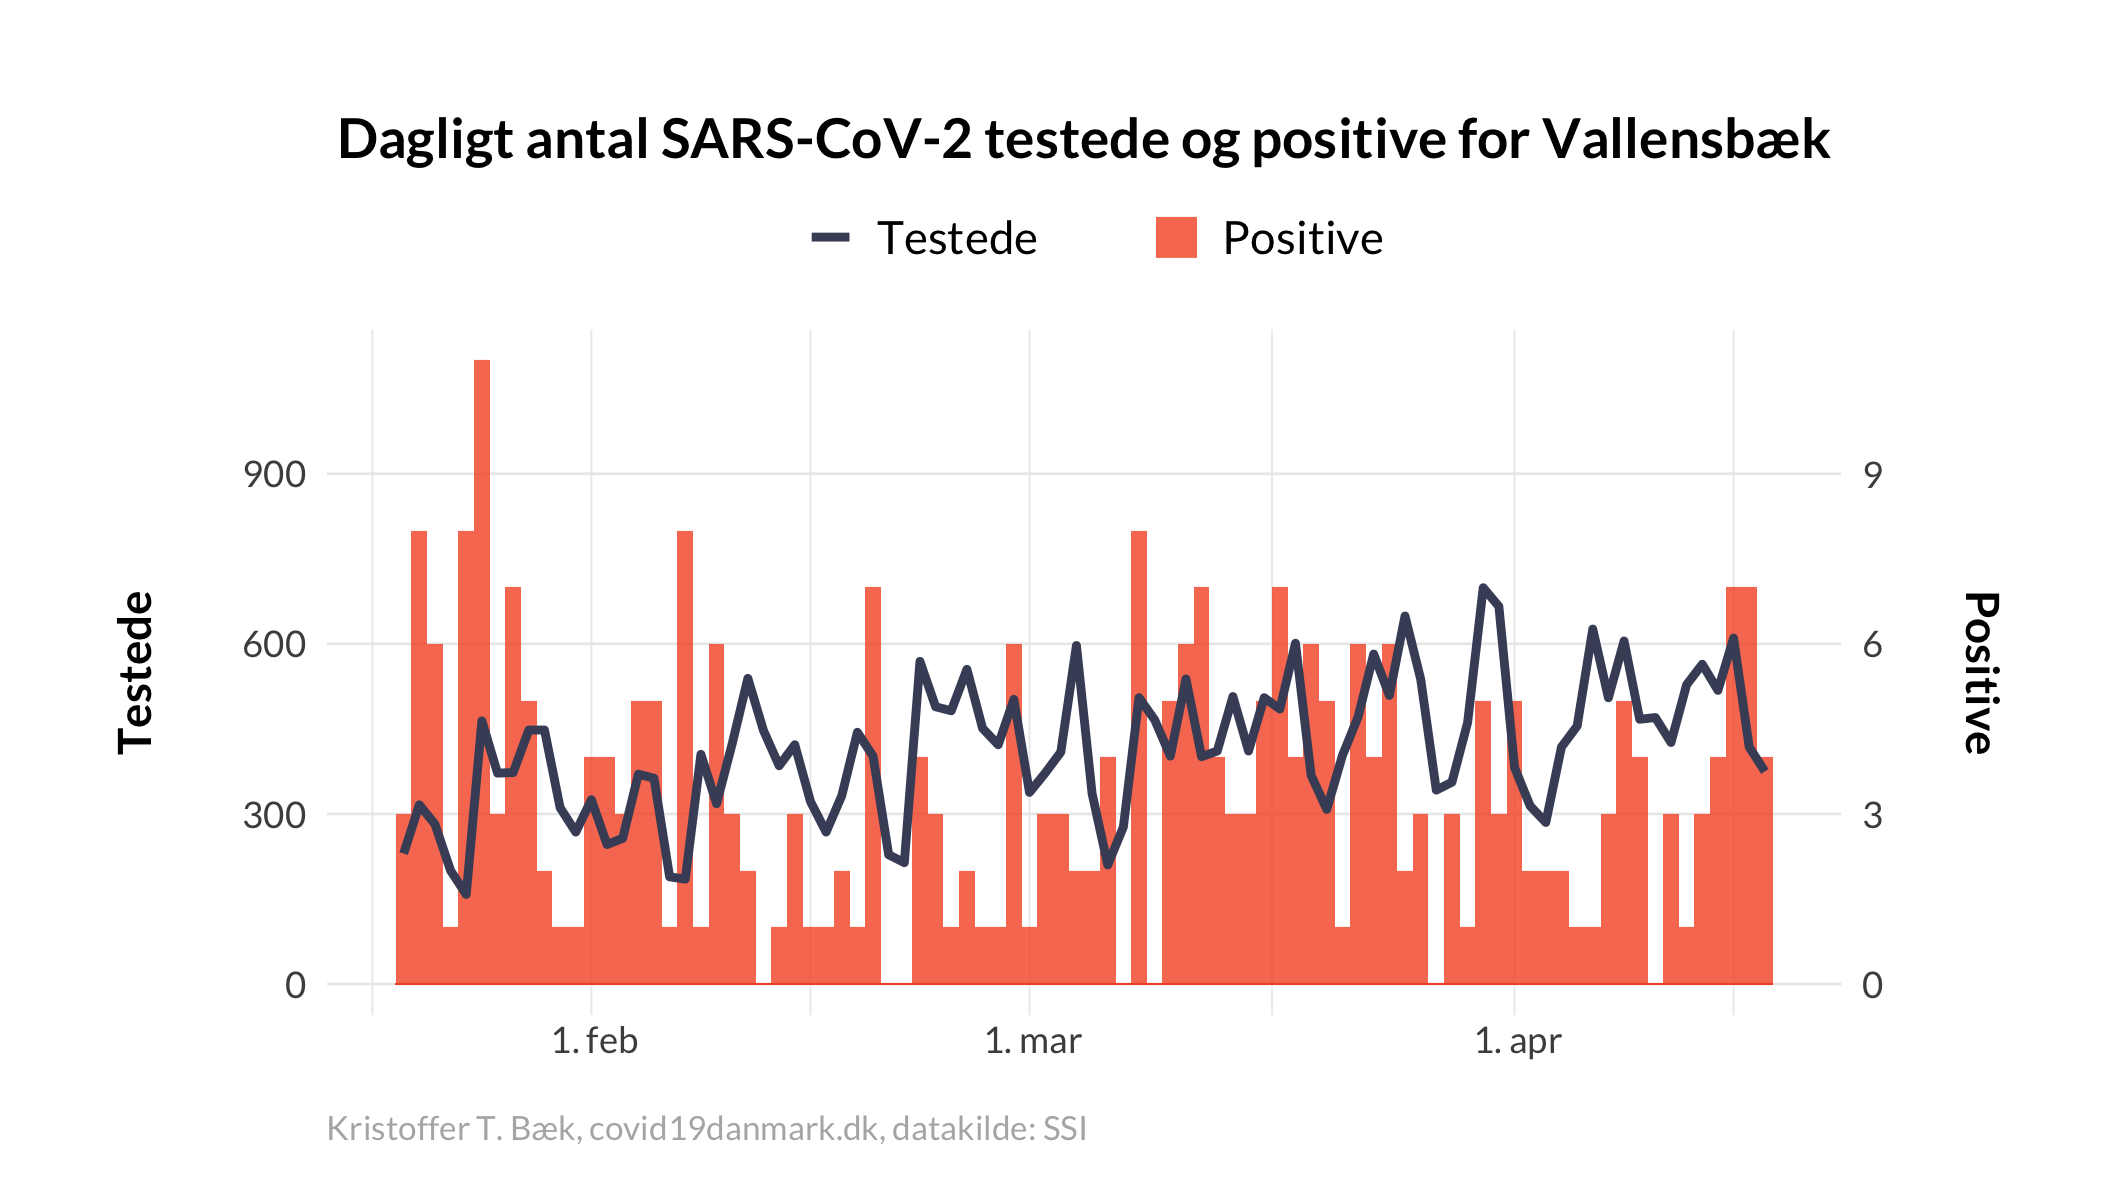 Dagligt antal SARS-CoV-2 testede og positive for Vallensbæk
Testede
Positive
Testede
900
600
300
0
9
6
3
0
Positive
1. feb
1. mar
1. apr
Kristoffer T. Bæk, covid19danmark.dk, datakilde: SSI